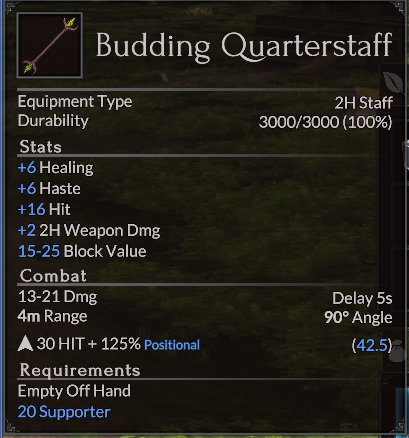 Budding Quarterstaff
Equipment Type 2H Staff
Durability 3000/3000 (100%)
Stats
+6 Healing
+6 Haste
+16 Hit
+2 2H Weapon Dmg
15-25 Block Value
Combat
13-21 Dmg Delay 5s
4m Range 90° Angle
30 HIT + 125% Positional (42.5)
Requirements
Empty Off Hand
20 Supporter